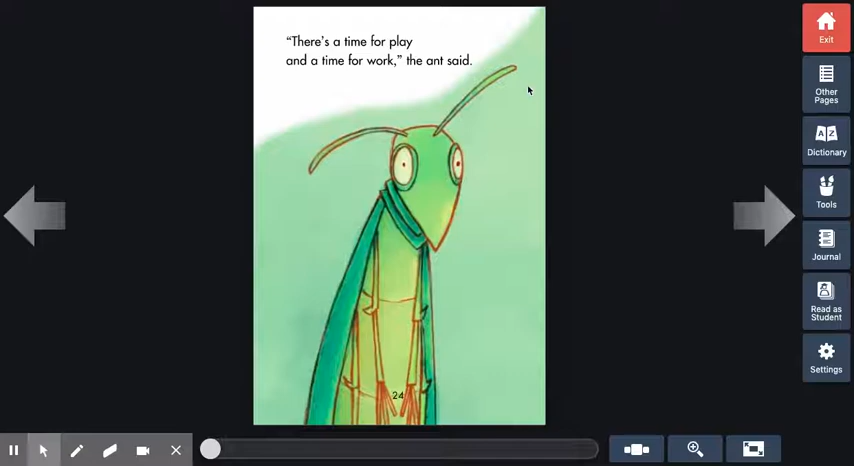 “There’s a time for play
and a time for work,” the ant said.
24
Exit
Other
Pages
A Z
Dictionary
Tools
Journal
Read as
Student
Settings